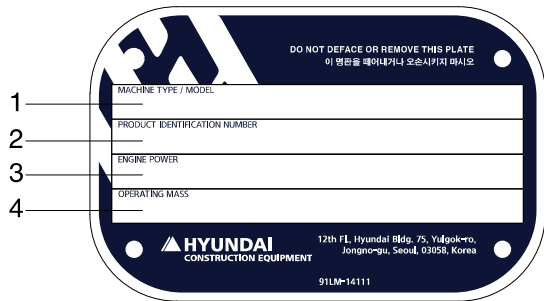 DO NOT DEFACE OR REMOVE THIS PLATE
이 명판을 떼어내거나 오손시키지 마시오
1
MACHINE TYPE / MODEL
2
PRODUCT IDENTIFICATION NUMBER
3
ENGINE POWER
4
OPERATING MASS
HYUNDAI
CONSTRUCTION EQUIPMENT
12th Fl., Hyundai Bldg. 75, Yulgok-ro,
Jongno-gu, Seoul, 03058, Korea
91LM-14111